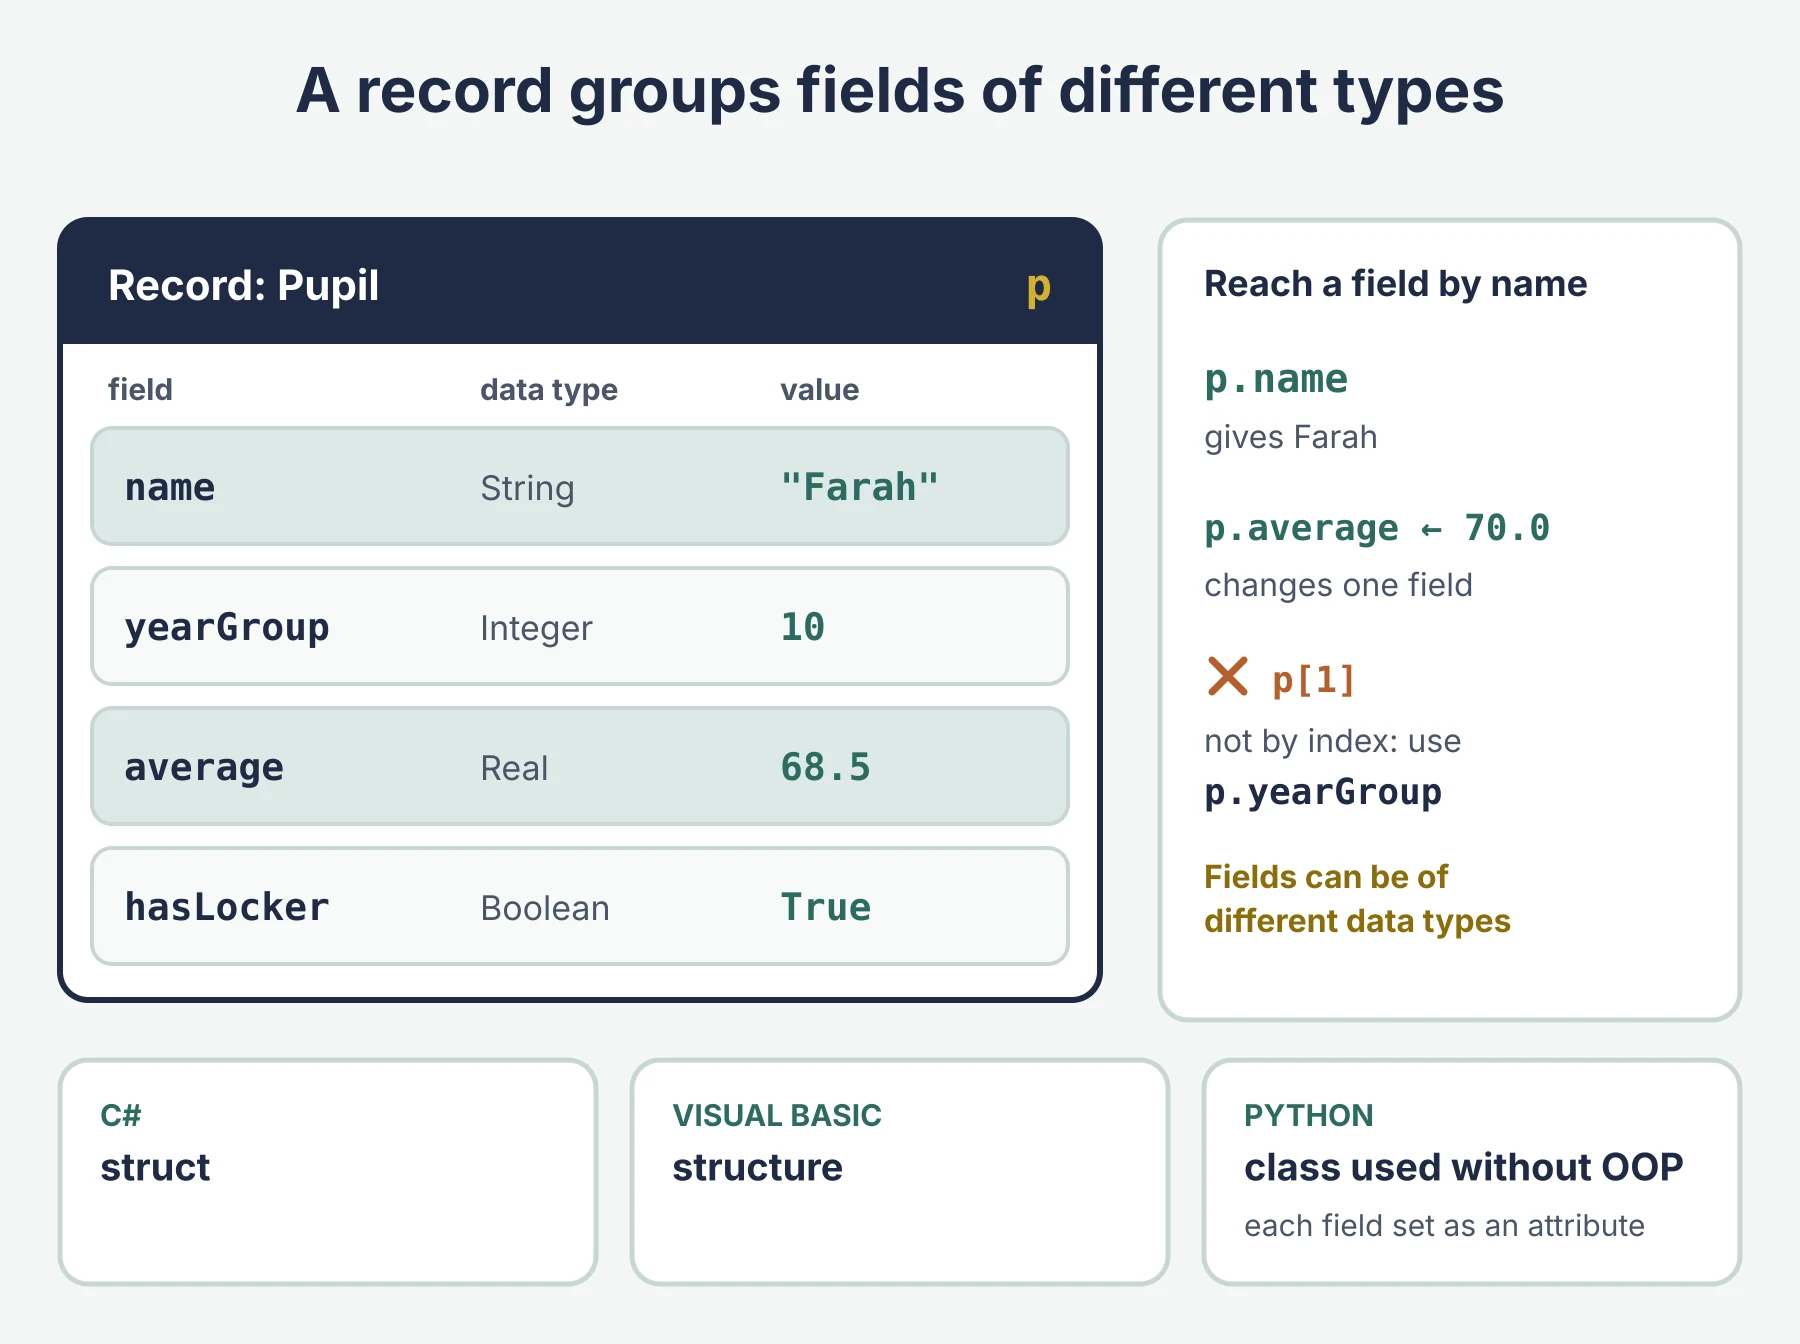 A record groups fields of different types
Record: Pupil p
field data type value
name String "Farah"
yearGroup Integer 10
average Real 68.5
hasLocker Boolean True
Reach a field by name
p.name
gives Farah
p.average ← 70.0
changes one field
❌ p[1]
not by index: use
p.yearGroup
Fields can be of
different data types
C#
struct
VISUAL BASIC
structure
PYTHON
class used without OOP
each field set as an attribute